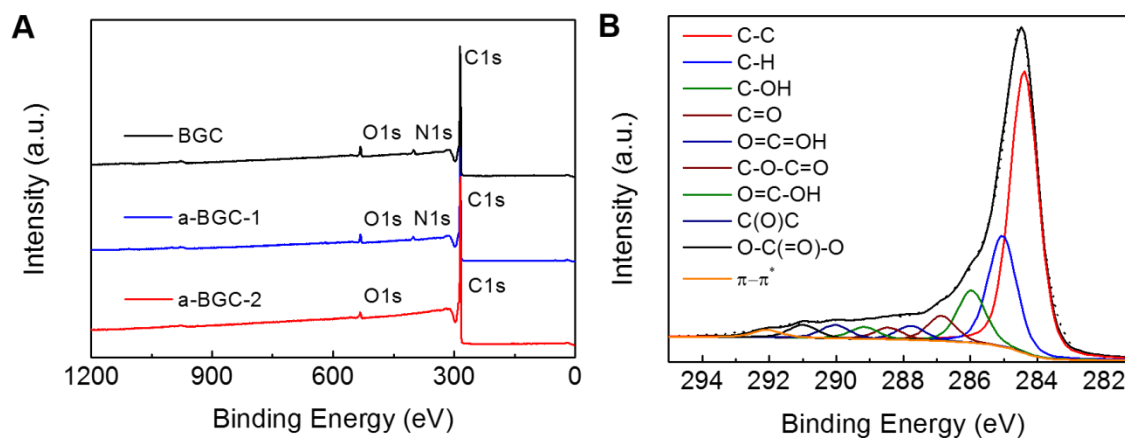 A
C1s
BGC
O1s N1s
C1s
a-BGC-1
O1s N1s
C1s
a-BGC-2
O1s
Intensity (a.u.)
1200 900 600 300 0
Binding Energy (eV)
B
C-C
C-H
C-OH
C=O
O=C=OH
C-O-C=O
O=C-OH
C(O)C
O-C(=O)-O
π–π*
Intensity (a.u.)
294 292 290 288 286 284 282
Binding Energy (eV)